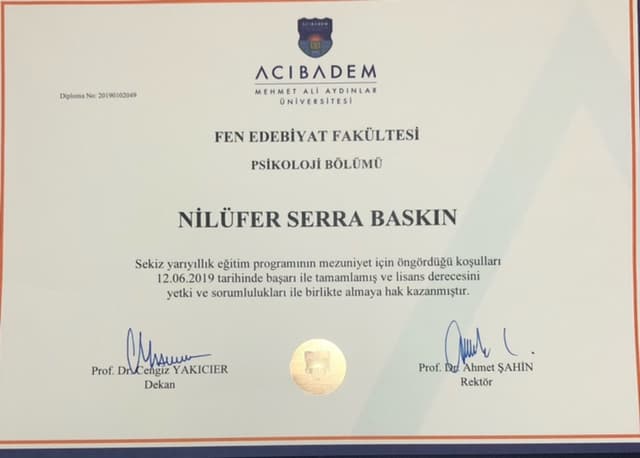 ACIBADEM
ACIBADEM
MEHMET ALİ AYDINLAR
ÜNİVERSİTESİ
Diploma No: 20190102049
FEN EDEBİYAT FAKÜLTESİ
PSİKOLOJİ BÖLÜMÜ
NİLÜFER SERRA BASKIN
Sekiz yarıyıllık eğitim programının mezuniyet için öngördüğü koşulları
12.06.2019 tarihinde başarı ile tamamlamış ve lisans derecesini
yetki ve sorumlulukları ile birlikte almaya hak kazanmıştır.
Prof. Dr. Cengiz YAKICIER
Dekan
Prof. Dr. Ahmet ŞAHİN
Rektör